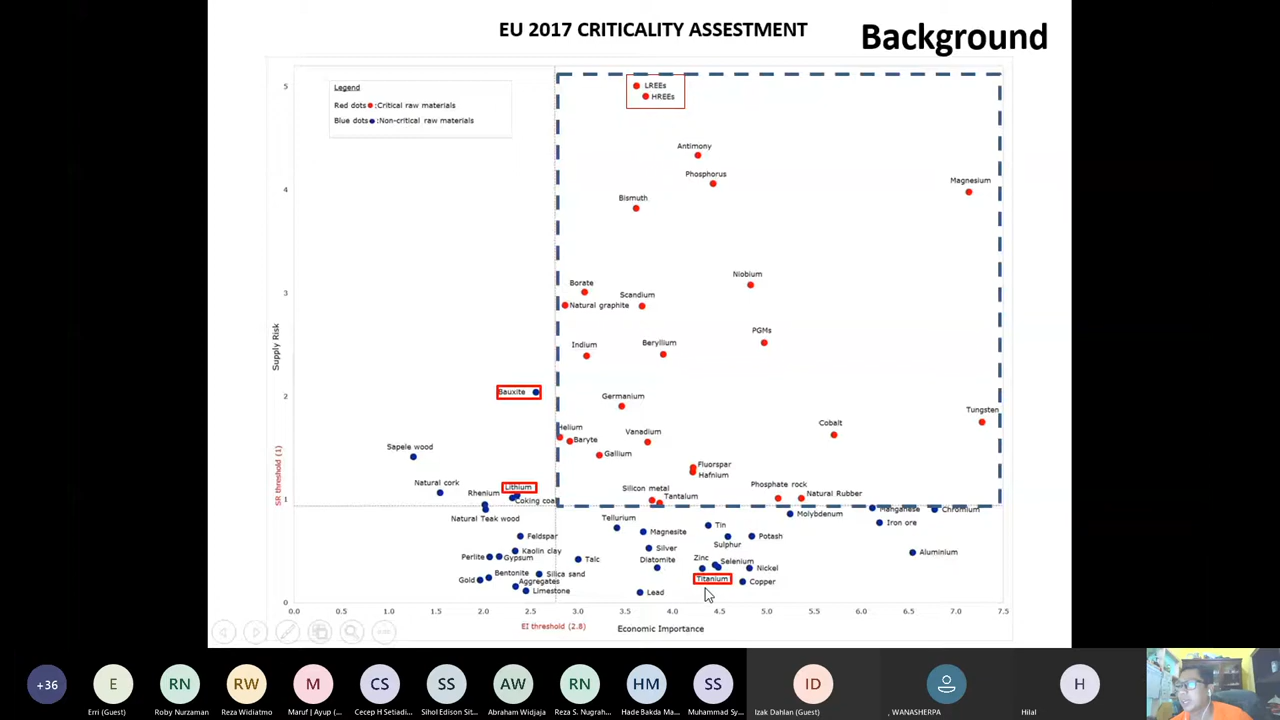 EU 2017 CRITICALITY ASSESTMENT
Background
Legend
Red dots :Critical raw materials
Blue dots :Non-critical raw materials
5
LREEs
HREEs
Antimony
Phosphorus
4
Magnesium
Bismuth
Niobium
Borate
3
Scandium
Natural graphite
PGMs
Supply Risk
Indium
Beryllium
Bauxite
2
Germanium
Tungsten
Cobalt
Helium
Vanadium
Baryte
Sapele wood
Gallium
Fluorspar
Hafnium
SR threshold (1)
Natural cork
Lithium
Silicon metal
Phosphate rock
Rhenium
Tantalum
Natural Rubber
1
Coking coal
Manganese
Chromium
Molybdenum
Natural Teak wood
Tellurium
Iron ore
Tin
Magnesite
Feldspar
Sulphur
Potash
Silver
Kaolin clay
Aluminium
Perlite
Gypsum
Talc
Diatomite
Zinc
Selenium
Nickel
Bentonite
Silica sand
Gold
Aggregates
Titanium
Copper
Limestone
Lead
0
0.0 0.5 1.0 1.5 2.0 2.5 3.0 3.5 4.0 4.5 5.0 5.5 6.0 6.5 7.0 7.5
EI threshold (2.8)
Economic Importance
+36
E
RN
RW
M
CS
SS
AW
RN
HM
SS
ID
H
Erri (Guest)
Roby Nurzaman
Reza Widiatmo
Maruf | Ayup (...
Cecep H Setiadi...
Sihol Edison Sit...
Abraham Widjaja
Reza S. Nugrah...
Hade Bakda Ma...
Muhammad Sy...
Izak Dahlan (Guest)
, WANASHERPA
Hilal